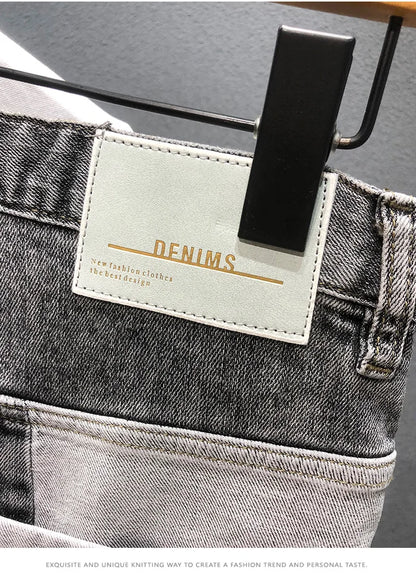 DENIMS
New fashion clothes
the best design
EXQUISITE AND UNIQUE KNITTING WAY TO CREATE A FASHION TREND AND PERSONAL TASTE.